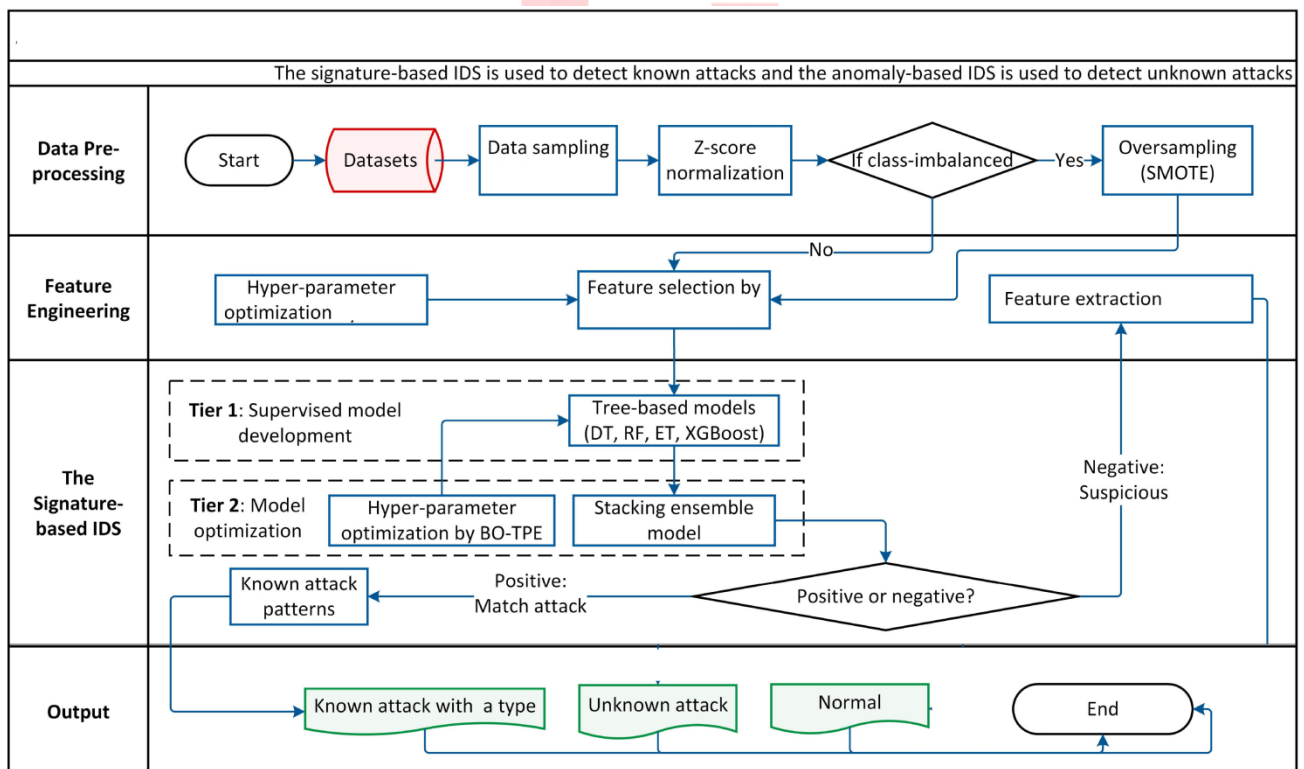 The signature-based IDS is used to detect known attacks and the anomaly-based IDS is used to detect unknown attacks
Data Pre-
processing
Start
Datasets
Data sampling
Z-score
normalization
If class-imbalanced
Yes
Oversampling
(SMOTE)
No
Feature
Engineering
Hyper-parameter
optimization
Feature selection by
Feature extraction
The
Signature-
based IDS
Tier 1: Supervised model
development
Tree-based models
(DT, RF, ET, XGBoost)
Tier 2: Model
optimization
Hyper-parameter
optimization by BO-TPE
Stacking ensemble
model
Negative:
Suspicious
Known attack
patterns
Positive:
Match attack
Positive or negative?
Output
Known attack with a type
Unknown attack
Normal
End